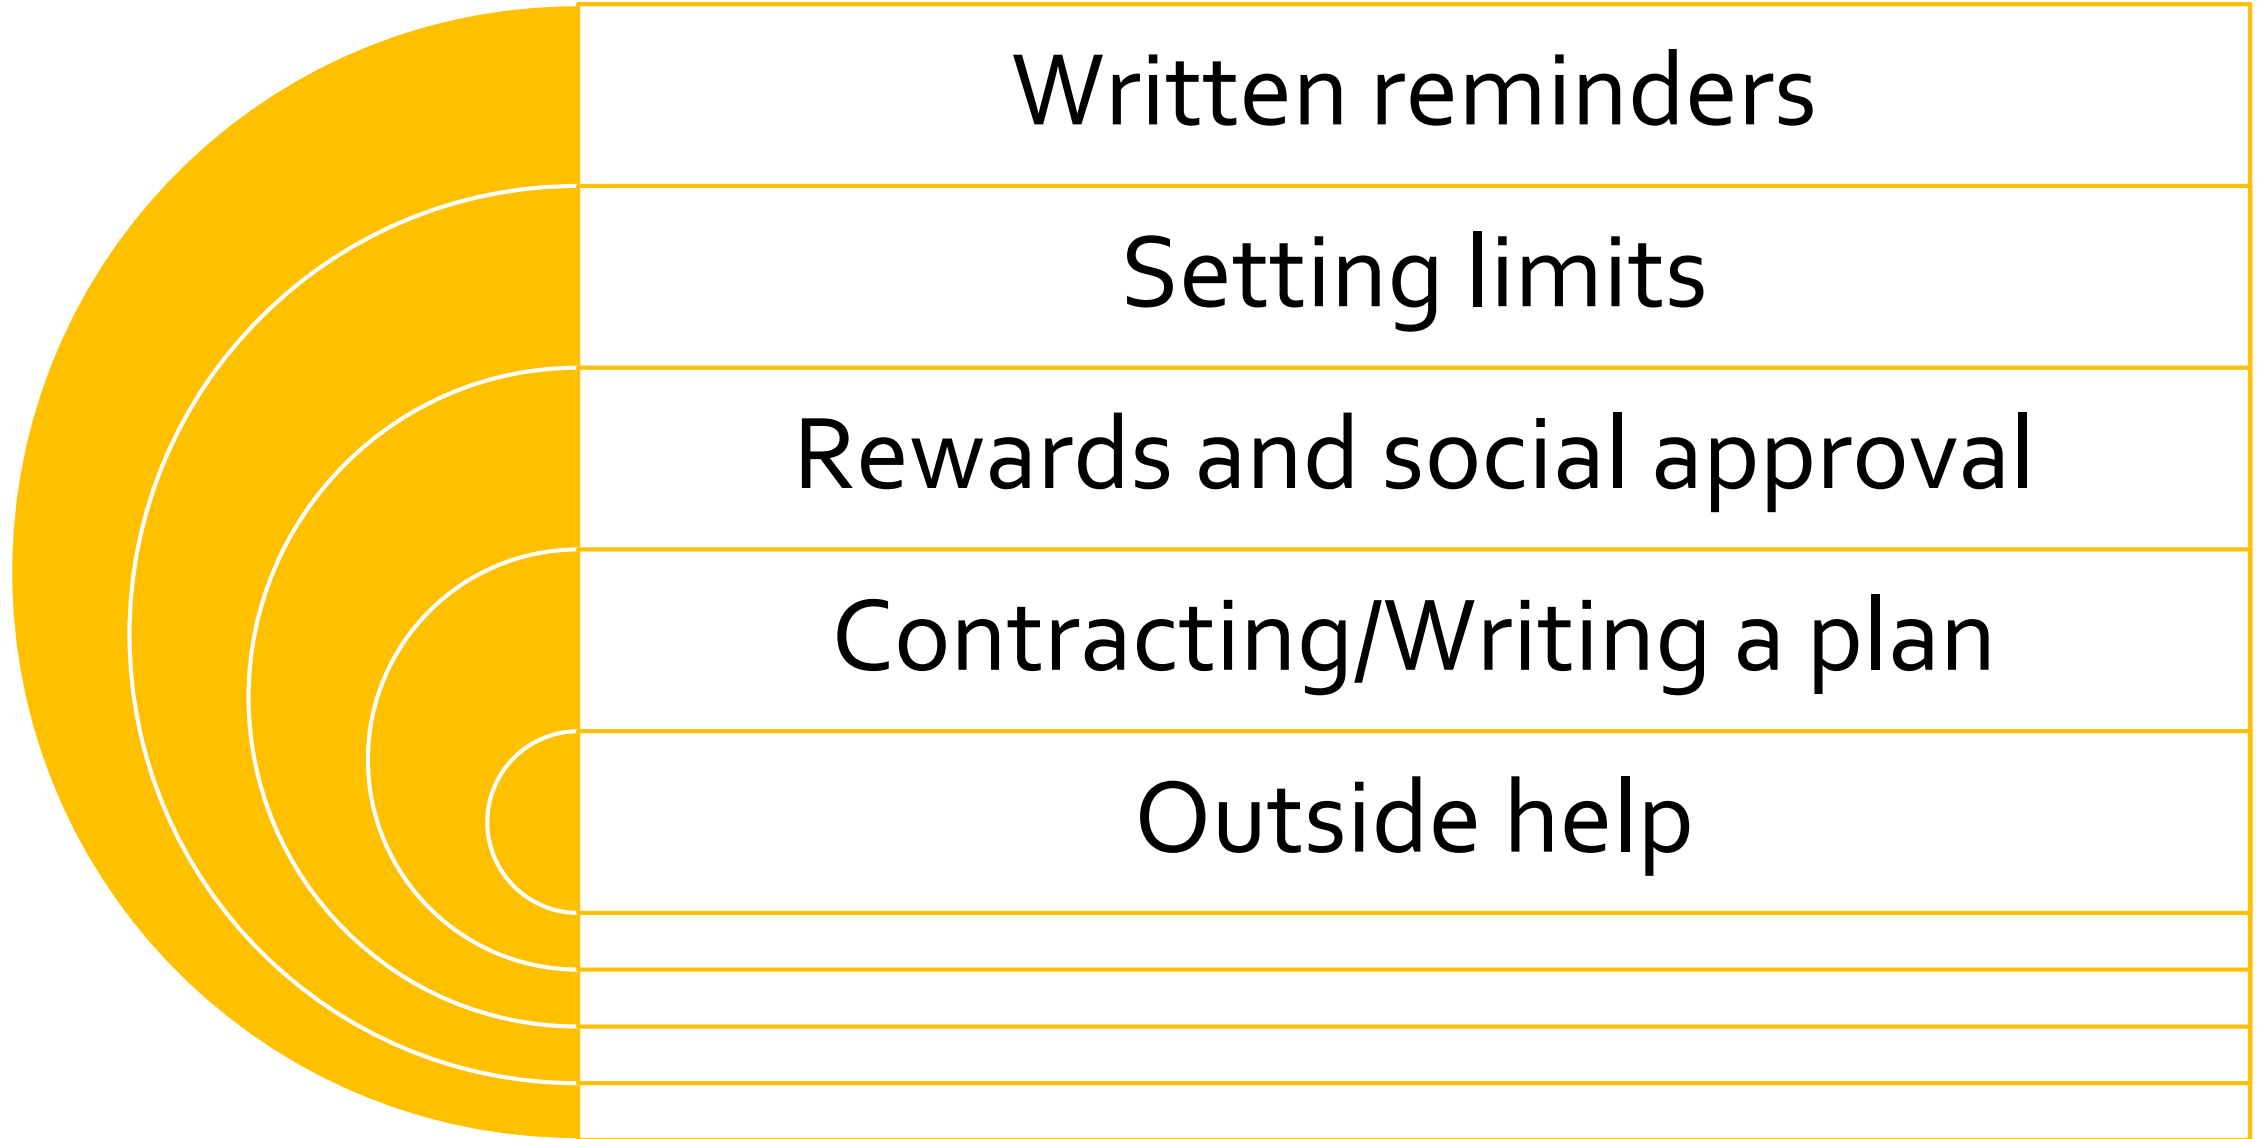 Written reminders
Setting limits
Rewards and social approval
Contracting/Writing a plan
Outside help